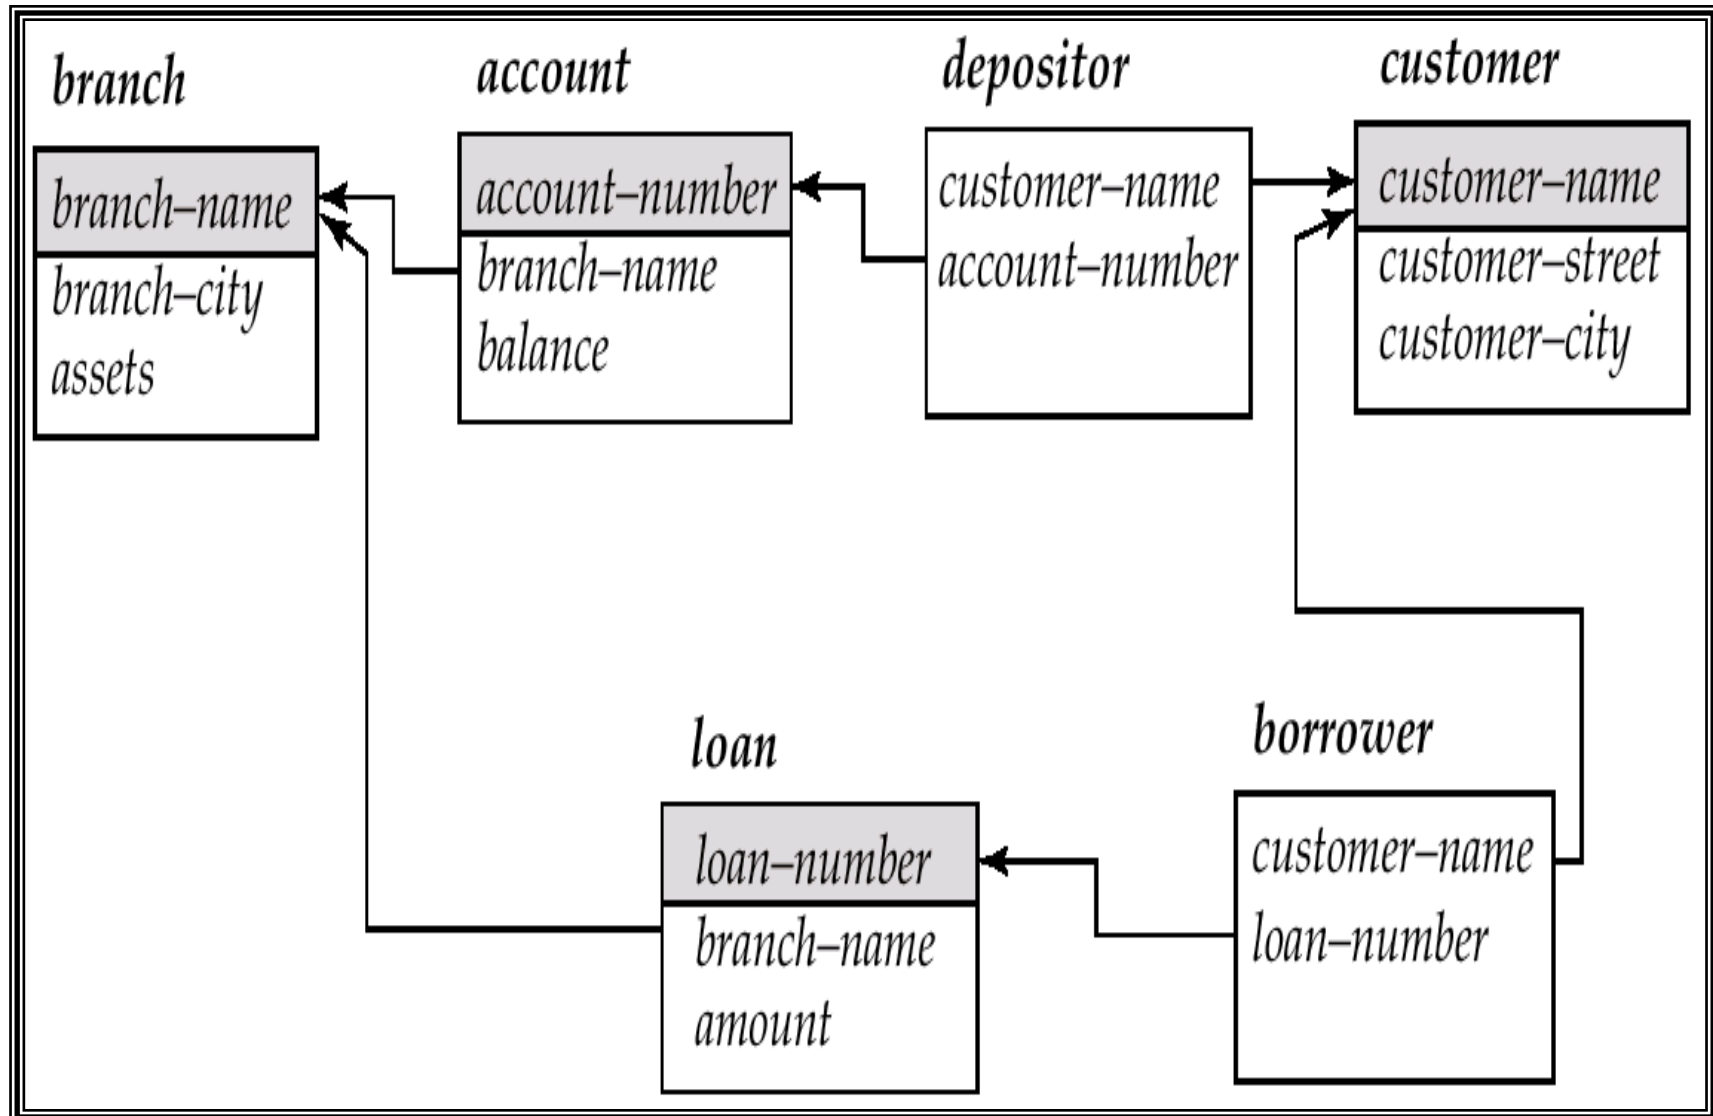 branch
branch–name
branch–city
assets
account
account–number
branch–name
balance
depositor
customer–name
account–number
customer
customer–name
customer–street
customer–city
loan
loan–number
branch–name
amount
borrower
customer–name
loan–number